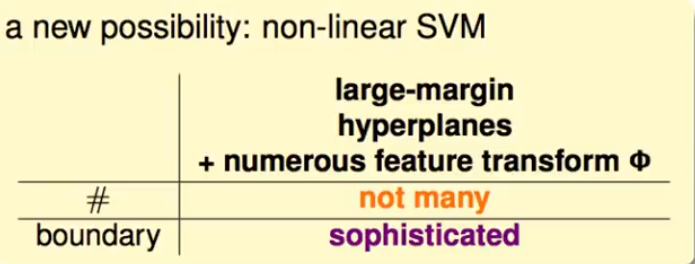 a new possibility: non-linear SVM
large-margin
hyperplanes
+ numerous feature transform Φ
# not many
boundary sophisticated